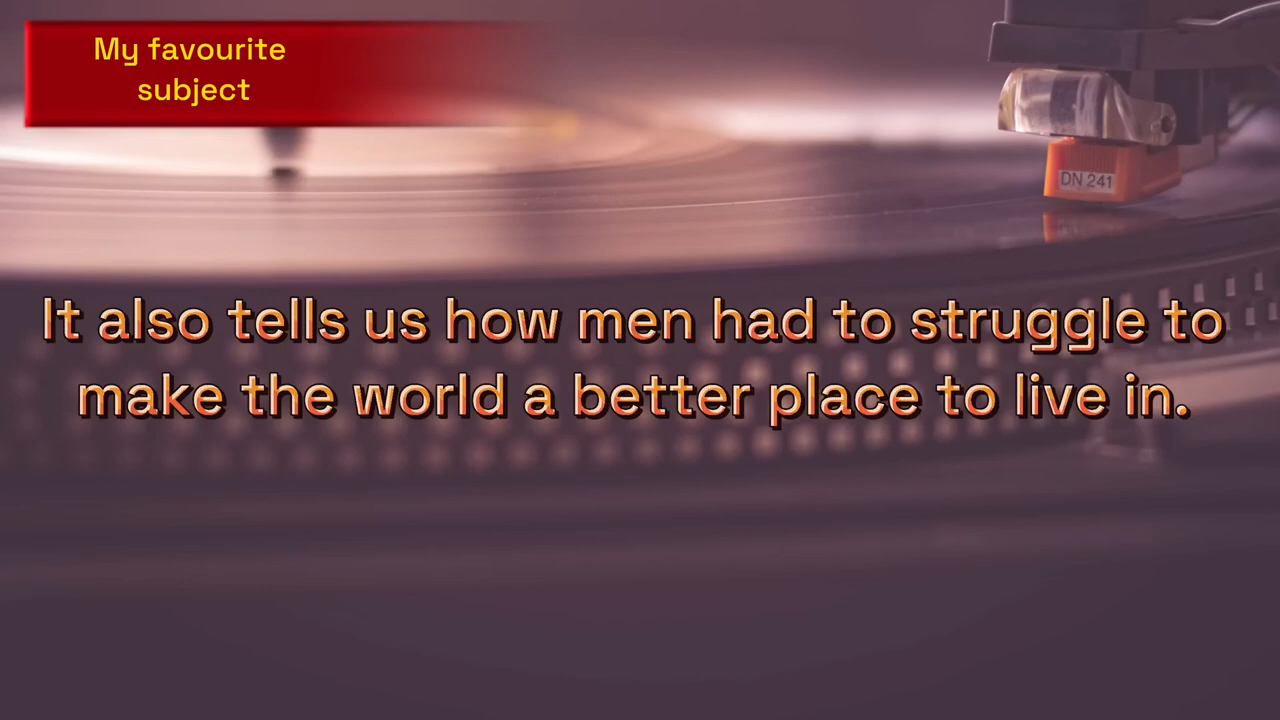 My favourite
subject
DN 241
It also tells us how men had to struggle to
make the world a better place to live in.